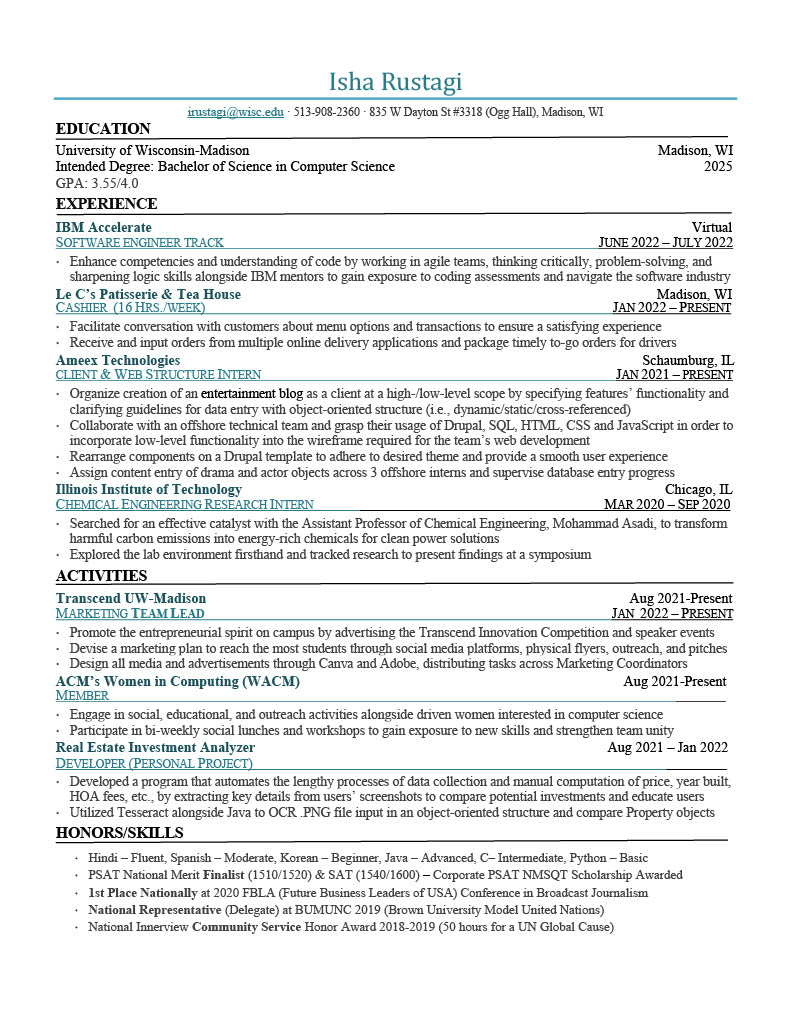 Isha Rustagi
irustagi@wisc.edu · 513-908-2360 · 835 W Dayton St #3318 (Ogg Hall), Madison, WI
EDUCATION
University of Wisconsin-Madison Madison, WI
Intended Degree: Bachelor of Science in Computer Science 2025
GPA: 3.55/4.0
EXPERIENCE
IBM Accelerate Virtual
SOFTWARE ENGINEER TRACK JUNE 2022 – JULY 2022
· Enhance competencies and understanding of code by working in agile teams, thinking critically, problem-solving, and
sharpening logic skills alongside IBM mentors to gain exposure to coding assessments and navigate the software industry
Le C's Patisserie & Tea House Madison, WI
CASHIER (16 HRS./WEEK) JAN 2022 – PRESENT
· Facilitate conversation with customers about menu options and transactions to ensure a satisfying experience
· Receive and input orders from multiple online delivery applications and package timely to-go orders for drivers
Ameex Technologies Schaumburg, IL
CLIENT & WEB STRUCTURE INTERN JAN 2021 – PRESENT
· Organize creation of an entertainment blog as a client at a high-/low-level scope by specifying features' functionality and
clarifying guidelines for data entry with object-oriented structure (i.e., dynamic/static/cross-referenced)
· Collaborate with an offshore technical team and grasp their usage of Drupal, SQL, HTML, CSS and JavaScript in order to
incorporate low-level functionality into the wireframe required for the team's web development
· Rearrange components on a Drupal template to adhere to desired theme and provide a smooth user experience
· Assign content entry of drama and actor objects across 3 offshore interns and supervise database entry progress
Illinois Institute of Technology Chicago, IL
CHEMICAL ENGINEERING RESEARCH INTERN MAR 2020 – SEP 2020
· Searched for an effective catalyst with the Assistant Professor of Chemical Engineering, Mohammad Asadi, to transform
harmful carbon emissions into energy-rich chemicals for clean power solutions
· Explored the lab environment firsthand and tracked research to present findings at a symposium
ACTIVITIES
Transcend UW-Madison Aug 2021-Present
MARKETING TEAM LEAD JAN 2022 – PRESENT
· Promote the entrepreneurial spirit on campus by advertising the Transcend Innovation Competition and speaker events
· Devise a marketing plan to reach the most students through social media platforms, physical flyers, outreach, and pitches
· Design all media and advertisements through Canva and Adobe, distributing tasks across Marketing Coordinators
ACM's Women in Computing (WACM) Aug 2021-Present
MEMBER
· Engage in social, educational, and outreach activities alongside driven women interested in computer science
· Participate in bi-weekly social lunches and workshops to gain exposure to new skills and strengthen team unity
Real Estate Investment Analyzer Aug 2021 – Jan 2022
DEVELOPER (PERSONAL PROJECT)
· Developed a program that automates the lengthy processes of data collection and manual computation of price, year built,
HOA fees, etc., by extracting key details from users' screenshots to compare potential investments and educate users
· Utilized Tesseract alongside Java to OCR .PNG file input in an object-oriented structure and compare Property objects
HONORS/SKILLS
· Hindi – Fluent, Spanish – Moderate, Korean – Beginner, Java – Advanced, C– Intermediate, Python – Basic
· PSAT National Merit Finalist (1510/1520) & SAT (1540/1600) – Corporate PSAT NMSQT Scholarship Awarded
· 1st Place Nationally at 2020 FBLA (Future Business Leaders of USA) Conference in Broadcast Journalism
· National Representative (Delegate) at BUMUNC 2019 (Brown University Model United Nations)
· National Innerview Community Service Honor Award 2018-2019 (50 hours for a UN Global Cause)